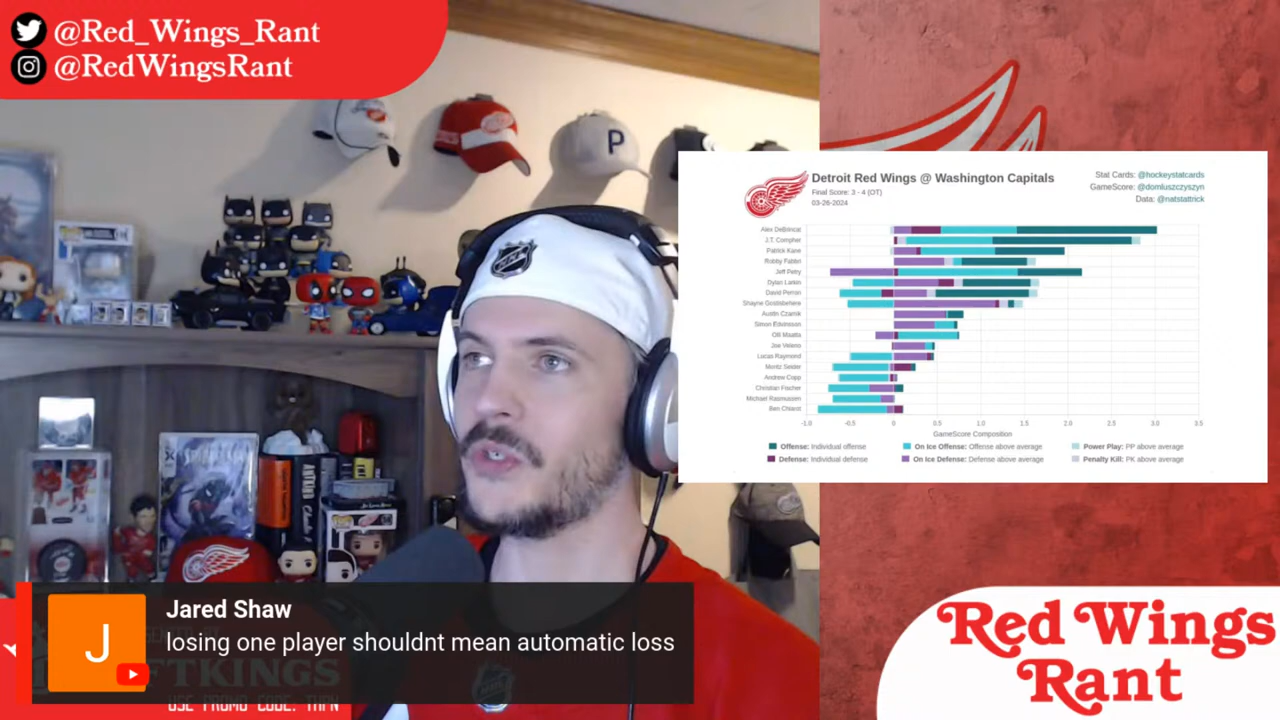 @Red_Wings_Rant
@RedWingsRant
P
Detroit Red Wings @ Washington Capitals
Final Score: 3 - 4 (OT)
03-26-2024
Stat Cards: @hockeystatcards
GameScore: @domluszczyszyn
Data: @natstattrick
Alex DeBrincat
J.T. Compher
Patrick Kane
Robby Fabbri
Jeff Petry
Dylan Larkin
David Perron
Shayne Gostisbehere
Austin Czarnik
Simon Edvinsson
Olli Maatta
Joe Veleno
Lucas Raymond
Moritz Seider
Andrew Copp
Christian Fischer
Michael Rasmussen
Ben Chiarot
-1.0 -0.5 0 0.5 1.0 1.5 2.0 2.5 3.0 3.5
GameScore Composition
Offense: Individual offense
On Ice Offense: Offense above average
Power Play: PP above average
Defense: Individual defense
On Ice Defense: Defense above average
Penalty Kill: PK above average
NHL
J
Jared Shaw
losing one player shouldnt mean automatic loss
FTKINGS
USE PROMO CODE: THPN
Red Wings
Rant